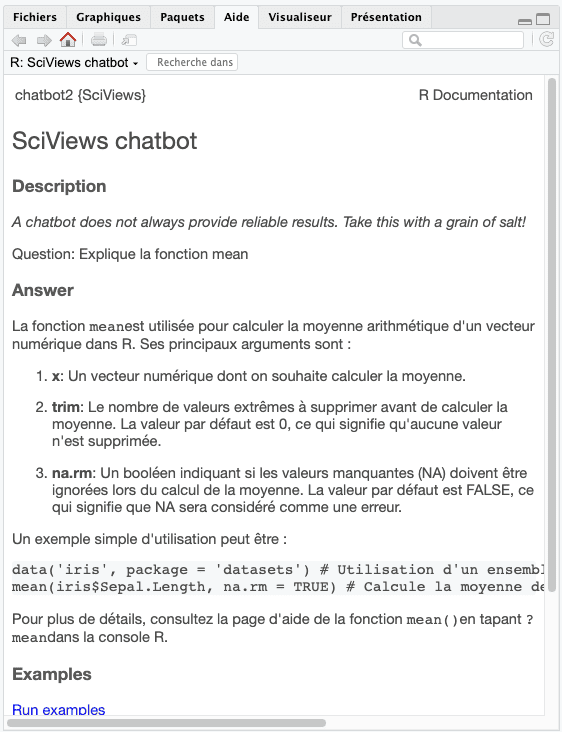 Fichiers Graphiques Paquets Aide Visualiseur Présentation
R: SciViews chatbot Recherche dans
chatbot2 {SciViews} R Documentation
SciViews chatbot
Description
A chatbot does not always provide reliable results. Take this with a grain of salt!
Question: Explique la fonction mean
Answer
La fonction meanest utilisée pour calculer la moyenne arithmétique d'un vecteur
numérique dans R. Ses principaux arguments sont :
1. x: Un vecteur numérique dont on souhaite calculer la moyenne.
2. trim: Le nombre de valeurs extrêmes à supprimer avant de calculer la
moyenne. La valeur par défaut est 0, ce qui signifie qu'aucune valeur
n'est supprimée.
3. na.rm: Un booléen indiquant si les valeurs manquantes (NA) doivent être
ignorées lors du calcul de la moyenne. La valeur par défaut est FALSE, ce
qui signifie que NA sera considéré comme une erreur.
Un exemple simple d'utilisation peut être :
data('iris', package = 'datasets') # Utilisation d'un ensembl
mean(iris$Sepal.Length, na.rm = TRUE) # Calcule la moyenne de
Pour plus de détails, consultez la page d'aide de la fonction mean()en tapant ?
meandans la console R.
Examples
Run examples